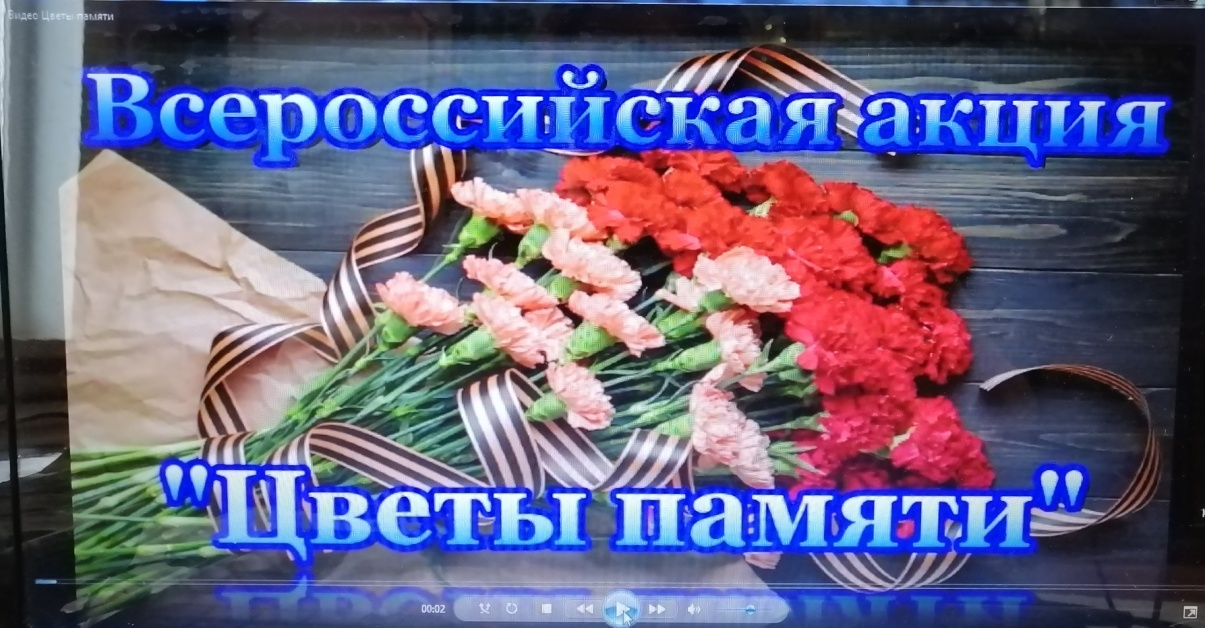 Видео Цветы памяти
Всероссийская акция
"Цветы памяти"
00:02